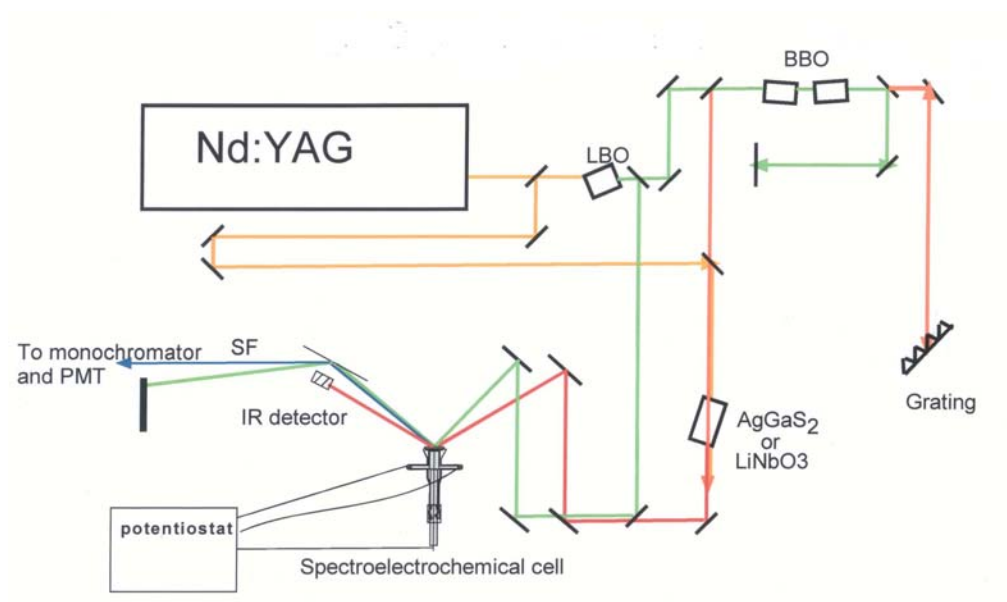 BBO
Nd:YAG
LBO
To monochromator
and PMT
SF
IR detector
Grating
AgGaS2
or
LiNbO3
potentiostat
Spectroelectrochemical cell